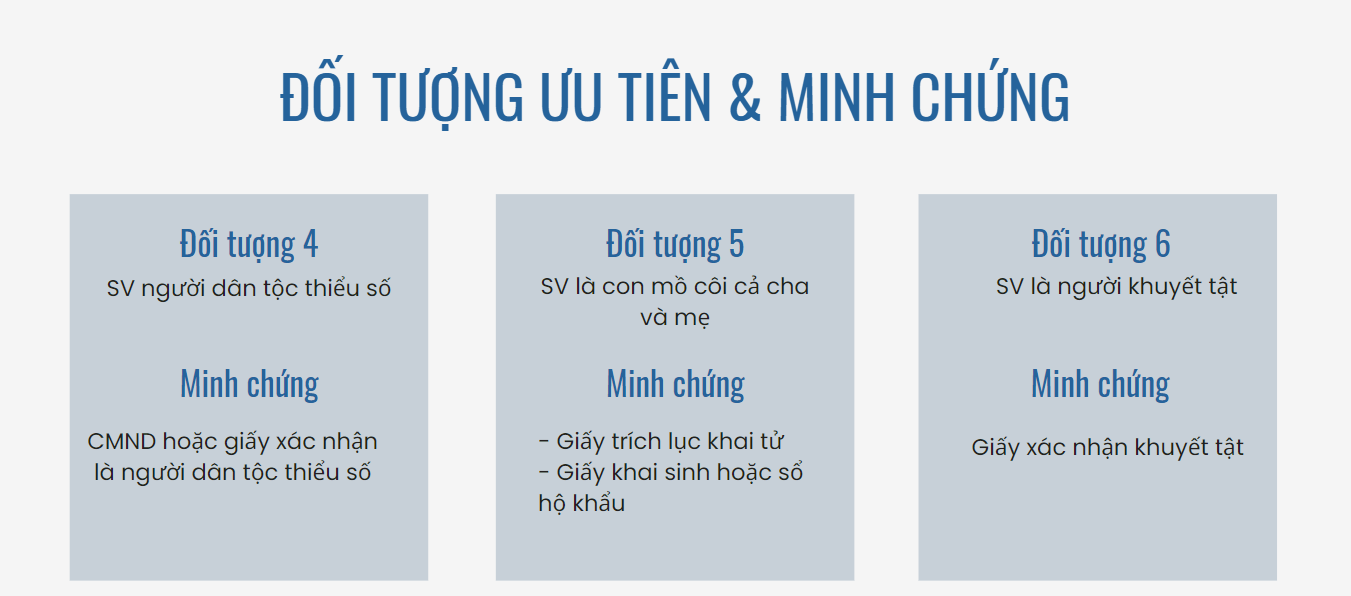 ĐỐI TƯỢNG ƯU TIÊN & MINH CHỨNG
Đối tượng 4
SV người dân tộc thiểu số
Minh chứng
CMND hoặc giấy xác nhận
là người dân tộc thiểu số
Đối tượng 5
SV là con mồ côi cả cha
và mẹ
Minh chứng
- Giấy trích lục khai tử
- Giấy khai sinh hoặc sổ
hộ khẩu
Đối tượng 6
SV là người khuyết tật
Minh chứng
Giấy xác nhận khuyết tật